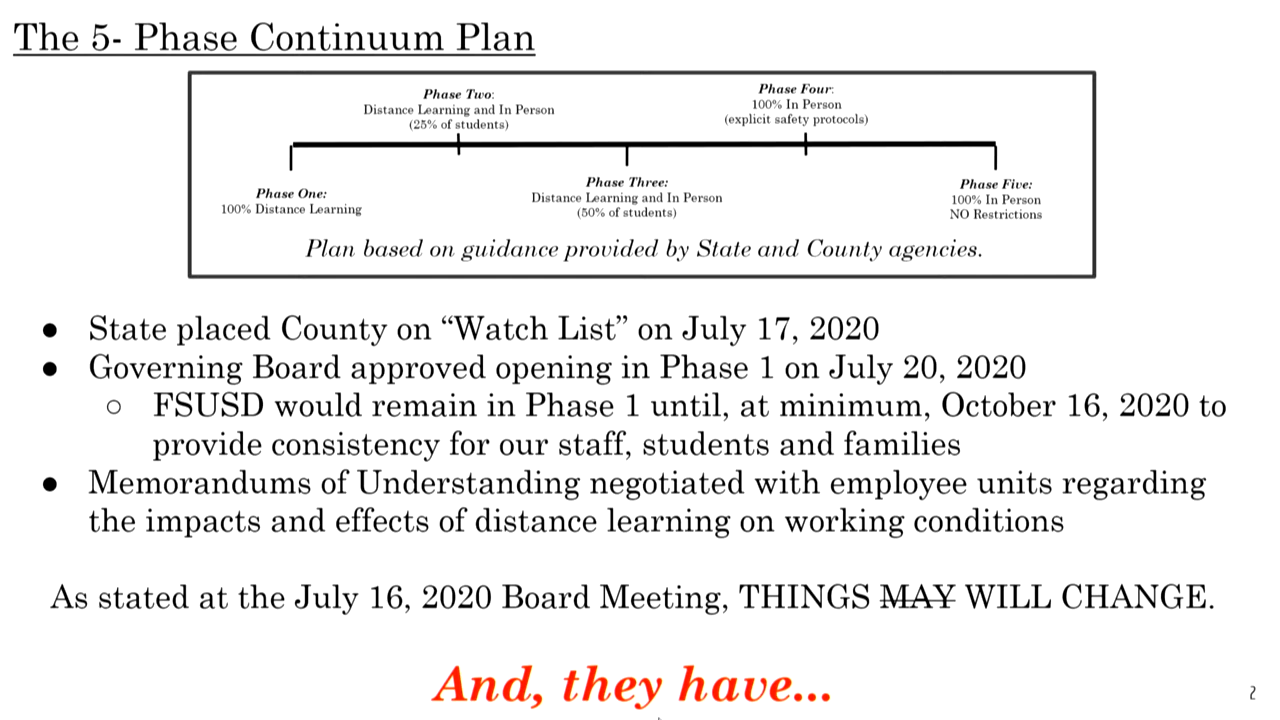 The 5- Phase Continuum Plan
Phase Two:
Distance Learning and In Person
(25% of students)
Phase Four:
100% In Person
(explicit safety protocols)
Phase One:
100% Distance Learning
Phase Three:
Distance Learning and In Person
(50% of students)
Phase Five:
100% In Person
NO Restrictions
Plan based on guidance provided by State and County agencies.
● State placed County on “Watch List” on July 17, 2020
● Governing Board approved opening in Phase 1 on July 20, 2020
○ FSUSD would remain in Phase 1 until, at minimum, October 16, 2020 to
provide consistency for our staff, students and families
● Memorandums of Understanding negotiated with employee units regarding
the impacts and effects of distance learning on working conditions
As stated at the July 16, 2020 Board Meeting, THINGS MAY WILL CHANGE.
And, they have...
2